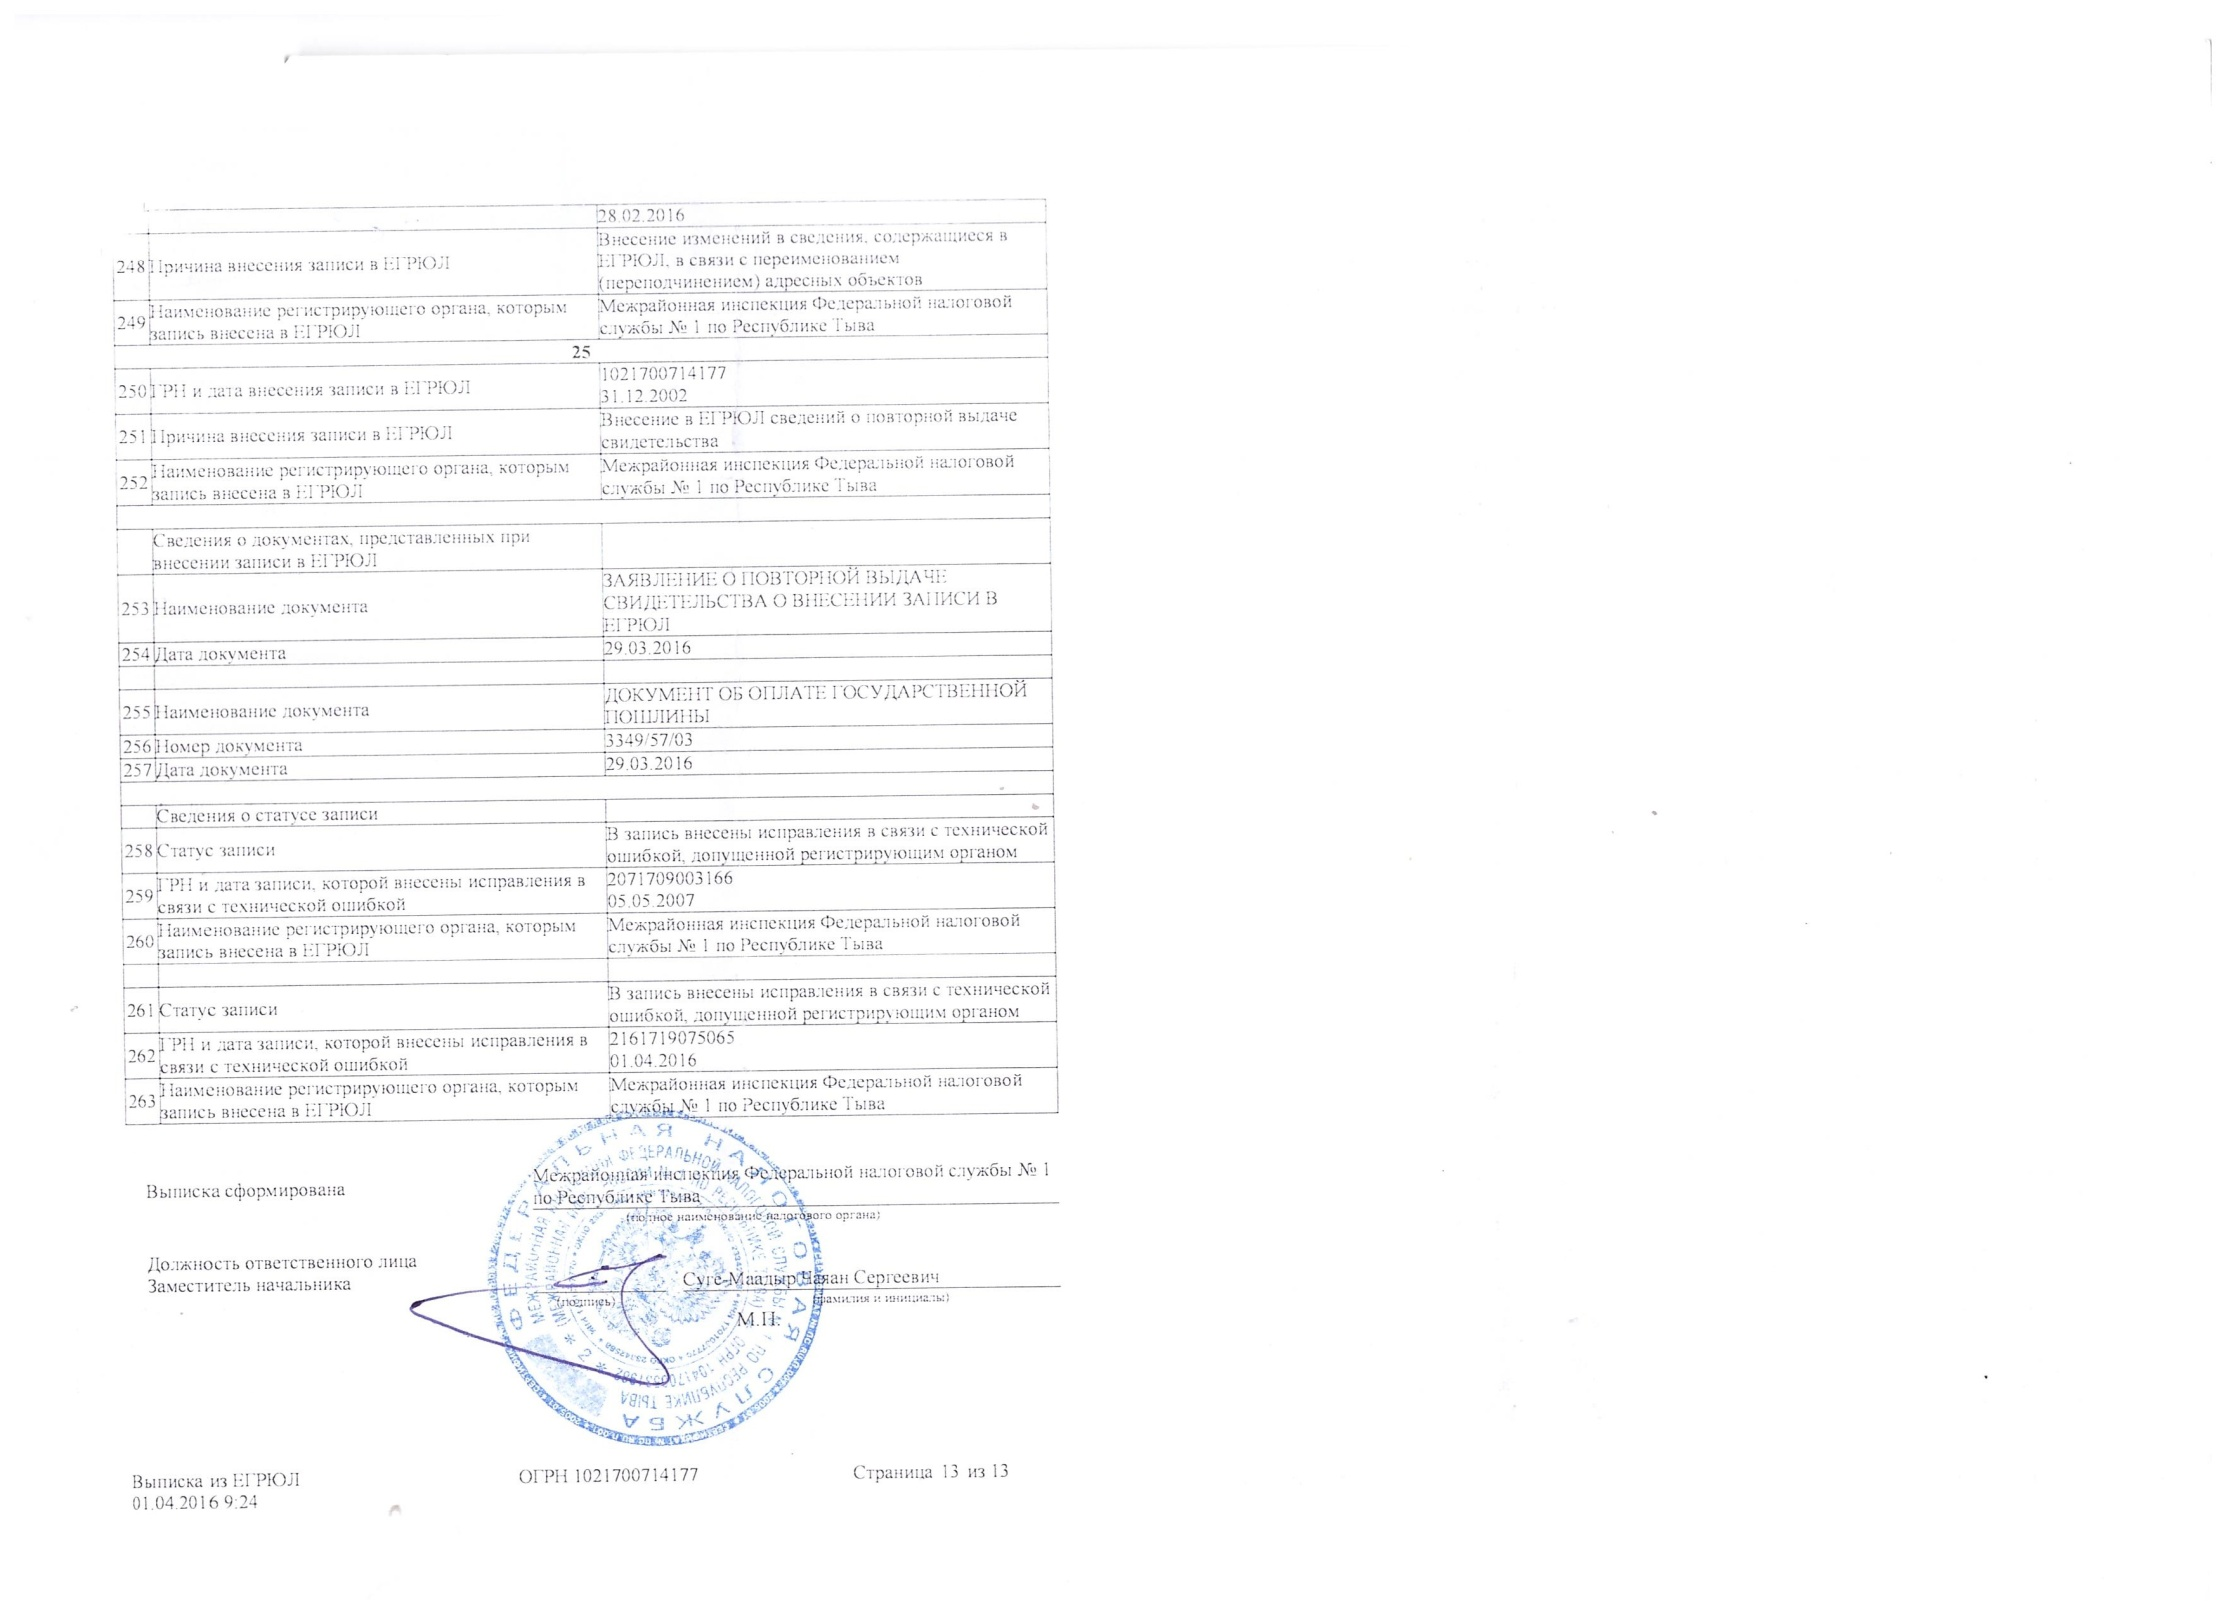 28.02.2016
248 Причина внесения записи в ЕГРЮЛ
Внесение изменений в сведения, содержащиеся в
ЕГРЮЛ, в связи с переименованием
(переподчинением) адресных объектов
249 Наименование регистрирующего органа, которым
запись внесена в ЕГРЮЛ
Межрайонная инспекция Федеральной налоговой
службы № 1 по Республике Тыва
25
250 ГРН и дата внесения записи в ЕГРЮЛ
1021700714177
31.12.2002
251 Причина внесения записи в ЕГРЮЛ
Внесение в ЕГРЮЛ сведений о повторной выдаче
свидетельства
252 Наименование регистрирующего органа, которым
запись внесена в ЕГРЮЛ
Межрайонная инспекция Федеральной налоговой
службы № 1 по Республике Тыва
Сведения о документах, представленных при
внесении записи в ЕГРЮЛ
253 Наименование документа
ЗАЯВЛЕНИЕ О ПОВТОРНОЙ ВЫДАЧЕ
СВИДЕТЕЛЬСТВА О ВНЕСЕНИИ ЗАПИСИ В
ЕГРЮЛ
254 Дата документа
29.03.2016
255 Наименование документа
ДОКУМЕНТ ОБ ОПЛАТЕ ГОСУДАРСТВЕННОЙ
ПОШЛИНЫ
256 Номер документа
3349/57/03
257 Дата документа
29.03.2016
Сведения о статусе записи
258 Статус записи
В запись внесены исправления в связи с технической
ошибкой, допущенной регистрирующим органом
259 ГРН и дата записи, которой внесены исправления в
связи с технической ошибкой
2071709003166
05.05.2007
260 Наименование регистрирующего органа, которым
запись внесена в ЕГРЮЛ
Межрайонная инспекция Федеральной налоговой
службы № 1 по Республике Тыва
261 Статус записи
В запись внесены исправления в связи с технической
ошибкой, допущенной регистрирующим органом
262 ГРН и дата записи, которой внесены исправления в
связи с технической ошибкой
2161719075065
01.04.2016
263 Наименование регистрирующего органа, которым
запись внесена в ЕГРЮЛ
Межрайонная инспекция Федеральной налоговой
службы № 1 по Республике Тыва
Выписка сформирована
Межрайонная инспекция Федеральной налоговой службы № 1
по Республике Тыва
(полное наименование налогового органа)
Должность ответственного лица
Заместитель начальника
Суге-Маадыр Чаян Сергеевич
(подпись)
(фамилия и инициалы)
М.П.
ФЕДЕРАЛЬНАЯ НАЛОГОВАЯ СЛУЖБА
Выписка из ЕГРЮЛ
01.04.2016 9:24
ОГРН 1021700714177
Страница 13 из 13